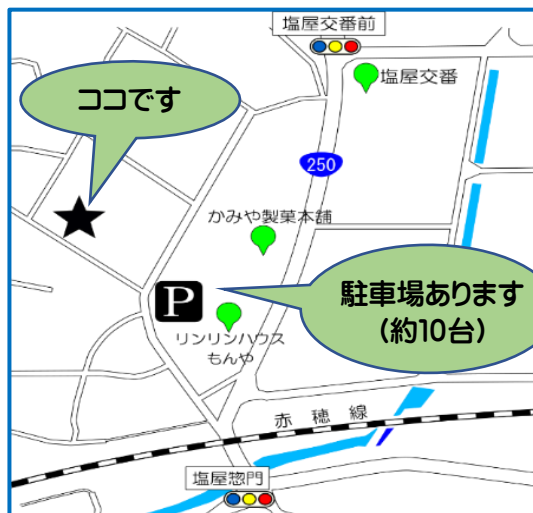 塩屋交番前
塩屋交番
ココです
250
かみや製菓本舗
駐車場あります
(約10台)
P
リンリンハウス
もんや
赤穂線
塩屋惣門